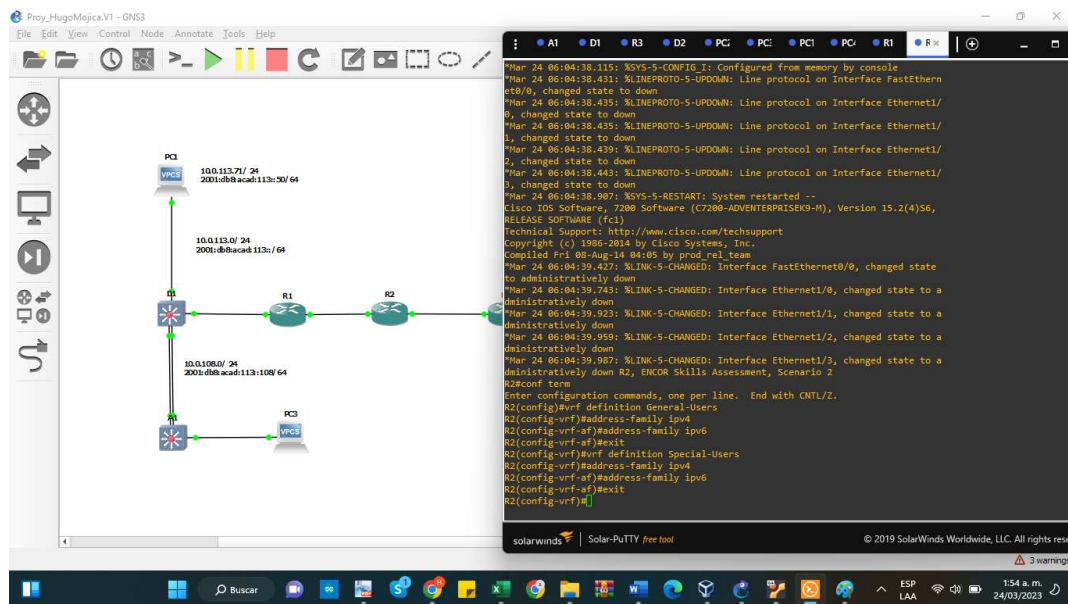 Proy_HugoMojica.V1 - GNS3
File Edit View Control Node Annotate Tools Help
A1 D1 R3 D2 PC PC PC1 PC R1
PC1
VPCS
10.0.113.71/ 24
2001:db8:acad:113::50/ 64
10.0.113.0/ 24
2001:db8:acad:113::/ 64
D1
R1
R2
10.0.108.0/ 24
2001:db8:acad:113::108/ 64
A1
PC3
VPCS
*Mar 24 06:04:38.115: %SYS-5-CONFIG_I: Configured from memory by console
*Mar 24 06:04:38.431: %LINEPROTO-5-UPDOWN: Line protocol on Interface FastEthern
et0/0, changed state to down
*Mar 24 06:04:38.435: %LINEPROTO-5-UPDOWN: Line protocol on Interface Ethernet1/
0, changed state to down
*Mar 24 06:04:38.435: %LINEPROTO-5-UPDOWN: Line protocol on Interface Ethernet1/
1, changed state to down
*Mar 24 06:04:38.439: %LINEPROTO-5-UPDOWN: Line protocol on Interface Ethernet1/
2, changed state to down
*Mar 24 06:04:38.443: %LINEPROTO-5-UPDOWN: Line protocol on Interface Ethernet1/
3, changed state to down
*Mar 24 06:04:38.907: %SYS-5-RESTART: System restarted --
Cisco IOS Software, 7200 Software (C7200-ADVENTERPRISEK9-M), Version 15.2(4)S6,
RELEASE SOFTWARE (fc1)
Technical Support: http://www.cisco.com/techsupport
Copyright (c) 1986-2014 by Cisco Systems, Inc.
Compiled Fri 08-Aug-14 04:05 by prod_rel_team
*Mar 24 06:04:39.427: %LINK-5-CHANGED: Interface FastEthernet0/0, changed state
to administratively down
*Mar 24 06:04:39.743: %LINK-5-CHANGED: Interface Ethernet1/0, changed state to a
dministratively down
*Mar 24 06:04:39.923: %LINK-5-CHANGED: Interface Ethernet1/1, changed state to a
dministratively down
*Mar 24 06:04:39.959: %LINK-5-CHANGED: Interface Ethernet1/2, changed state to a
dministratively down
*Mar 24 06:04:39.987: %LINK-5-CHANGED: Interface Ethernet1/3, changed state to a
dministratively down R2, ENCOR Skills Assessment, Scenario 2
R2#conf term
Enter configuration commands, one per line.  End with CNTL/Z.
R2(config)#vrf definition General-Users
R2(config-vrf)#address-family ipv4
R2(config-vrf-af)#address-family ipv6
R2(config-vrf-af)#exit
R2(config-vrf)#vrf definition Special-Users
R2(config-vrf)#address-family ipv4
R2(config-vrf-af)#address-family ipv6
R2(config-vrf-af)#exit
R2(config-vrf)#
solarwinds Solar-PuTTY free tool © 2019 SolarWinds Worldwide, LLC. All rights rese
3 warnings
Buscar
ESP
LAA
1:54 a. m.
24/03/2023